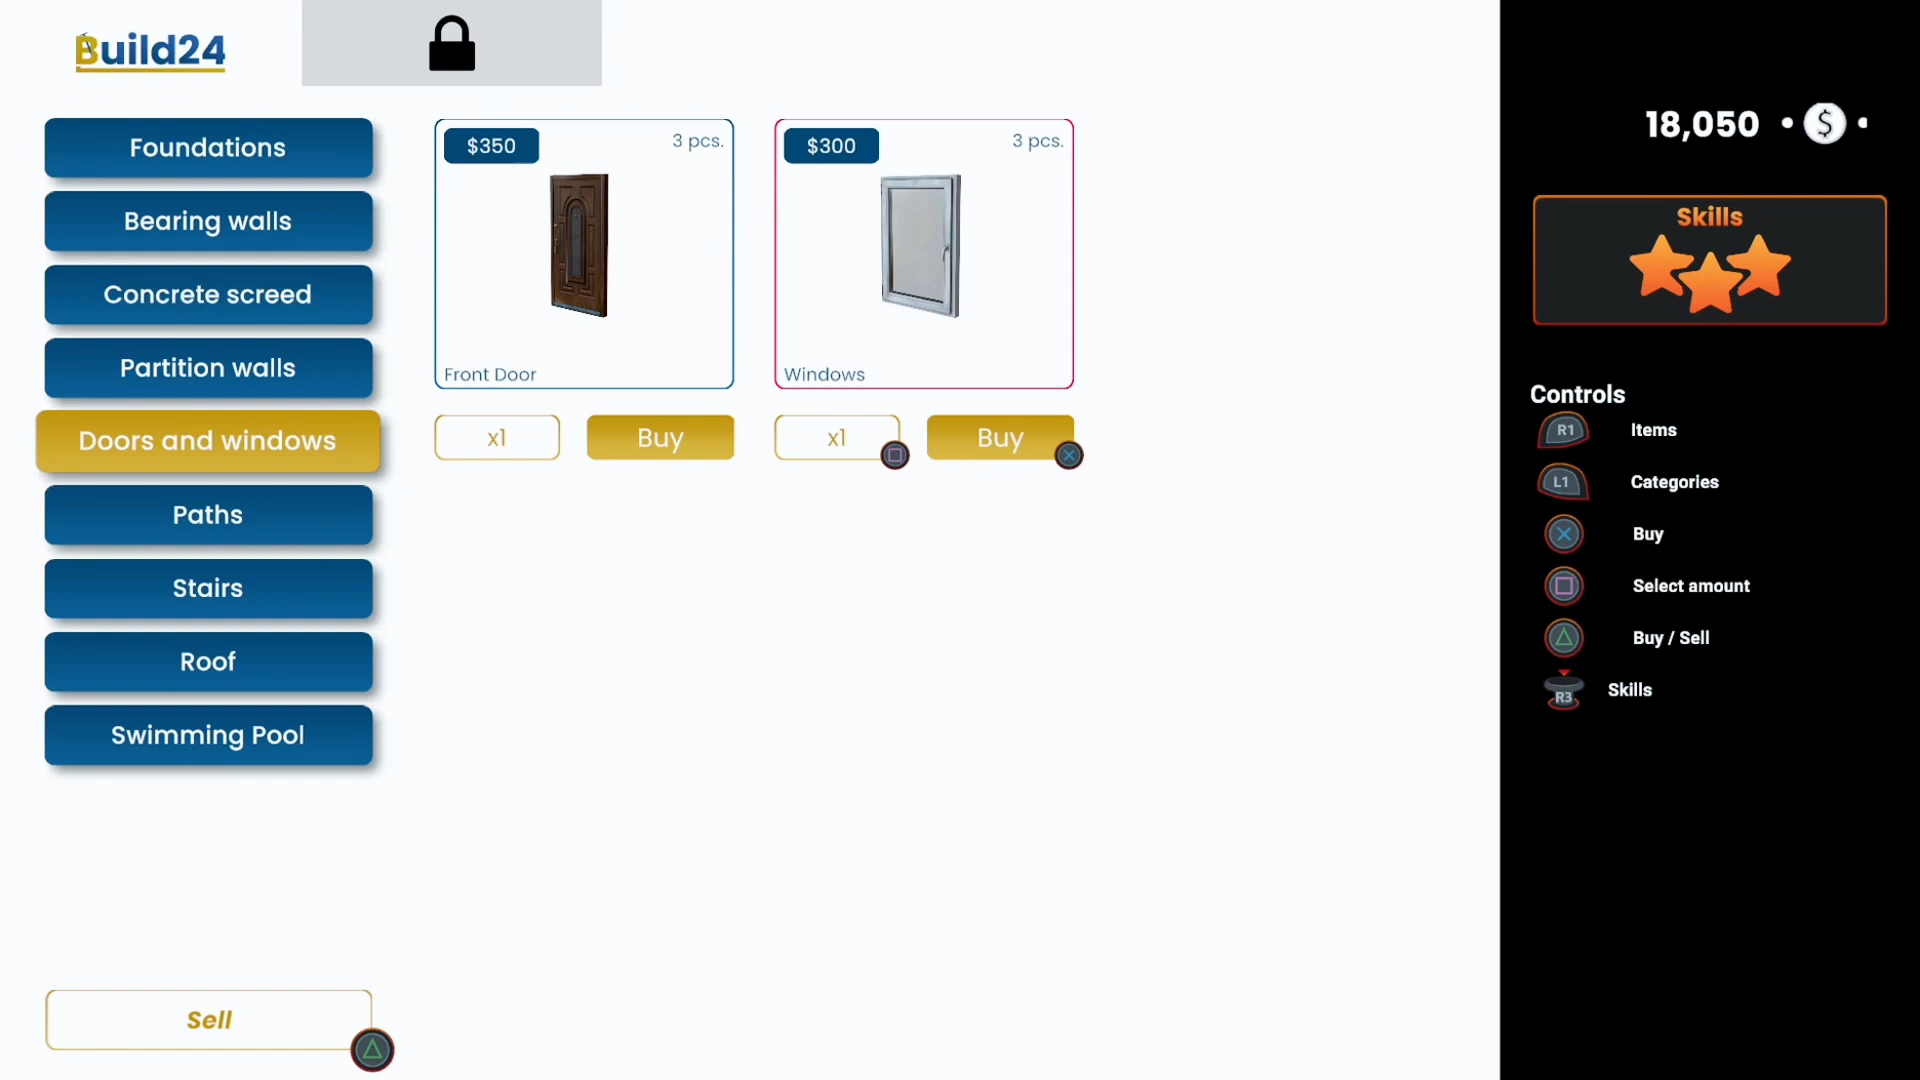 Build24
Foundations
Bearing walls
Concrete screed
Partition walls
Doors and windows
Paths
Stairs
Roof
Swimming Pool
Sell
$350
3 pcs.
Front Door
x1
Buy
$300
3 pcs.
Windows
x1
Buy
18,050
$
Skills
Controls
R1 Items
L1 Categories
Buy
Select amount
Buy / Sell
R3 Skills